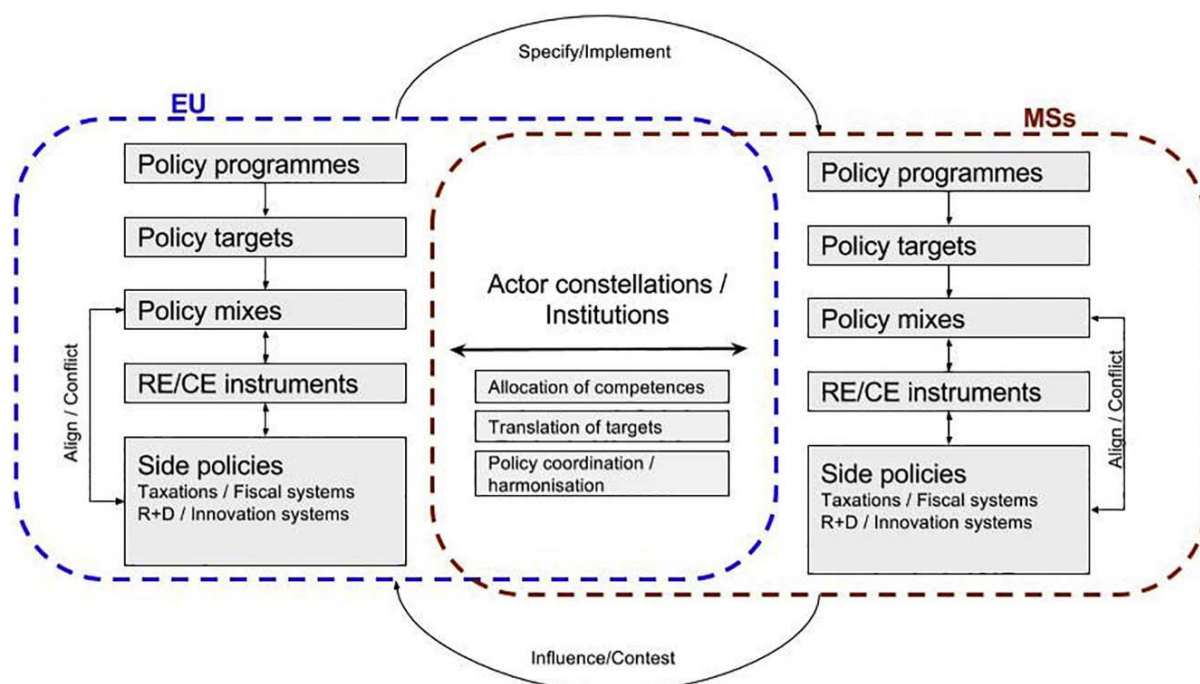 Specify/Implement
EU
MSs
Policy programmes
Policy targets
Policy mixes
RE/CE instruments
Side policies
Taxations / Fiscal systems
R+D / Innovation systems
Align / Conflict
Actor constellations /
Institutions
Allocation of competences
Translation of targets
Policy coordination /
harmonisation
Policy programmes
Policy targets
Policy mixes
RE/CE instruments
Side policies
Taxations / Fiscal systems
R+D / Innovation systems
Align / Conflict
Influence/Contest